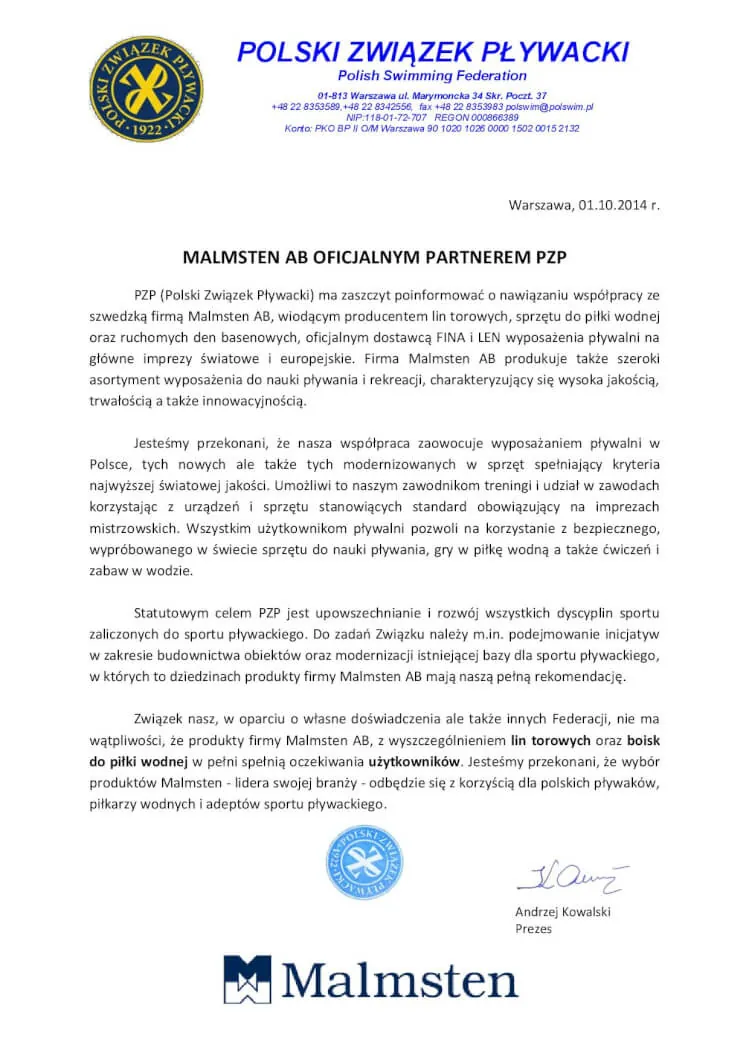 POLSKI ZWIĄZEK PŁYWACKI
• 1922 •
POLSKI ZWIĄZEK PŁYWACKI
Polish Swimming Federation
01-813 Warszawa ul. Marymoncka 34 Skr. Poczt. 37
+48 22 8353589,+48 22 8342556, fax +48 22 8353983 polswim@polswim.pl
NIP:118-01-72-707 REGON 000866389
Konto: PKO BP II O/M Warszawa 90 1020 1026 0000 1502 0015 2132
Warszawa, 01.10.2014 r.
MALMSTEN AB OFICJALNYM PARTNEREM PZP
PZP (Polski Związek Pływacki) ma zaszczyt poinformować o nawiązaniu współpracy ze
szwedzką firmą Malmsten AB, wiodącym producentem lin torowych, sprzętu do piłki wodnej
oraz ruchomych den basenowych, oficjalnym dostawcą FINA i LEN wyposażenia pływalni na
główne imprezy światowe i europejskie. Firma Malmsten AB produkuje także szeroki
asortyment wyposażenia do nauki pływania i rekreacji, charakteryzujący się wysoka jakością,
trwałością a także innowacyjnością.
Jesteśmy przekonani, że nasza współpraca zaowocuje wyposażaniem pływalni w
Polsce, tych nowych ale także tych modernizowanych w sprzęt spełniający kryteria
najwyższej światowej jakości. Umożliwi to naszym zawodnikom treningi i udział w zawodach
korzystając z urządzeń i sprzętu stanowiących standard obowiązujący na imprezach
mistrzowskich. Wszystkim użytkownikom pływalni pozwoli na korzystanie z bezpiecznego,
wypróbowanego w świecie sprzętu do nauki pływania, gry w piłkę wodną a także ćwiczeń i
zabaw w wodzie.
Statutowym celem PZP jest upowszechnianie i rozwój wszystkich dyscyplin sportu
zaliczonych do sportu pływackiego. Do zadań Związku należy m.in. podejmowanie inicjatyw
w zakresie budownictwa obiektów oraz modernizacji istniejącej bazy dla sportu pływackiego,
w których to dziedzinach produkty firmy Malmsten AB mają naszą pełną rekomendację.
Związek nasz, w oparciu o własne doświadczenia ale także innych Federacji, nie ma
wątpliwości, że produkty firmy Malmsten AB, z wyszczególnieniem lin torowych oraz boisk
do piłki wodnej w pełni spełnią oczekiwania użytkowników. Jesteśmy przekonani, że wybór
produktów Malmsten - lidera swojej branży - odbędzie się z korzyścią dla polskich pływaków,
piłkarzy wodnych i adeptów sportu pływackiego.
POLSKI ZWIĄZEK PŁYWACKI
1922
Andrzej Kowalski
Prezes
Malmsten